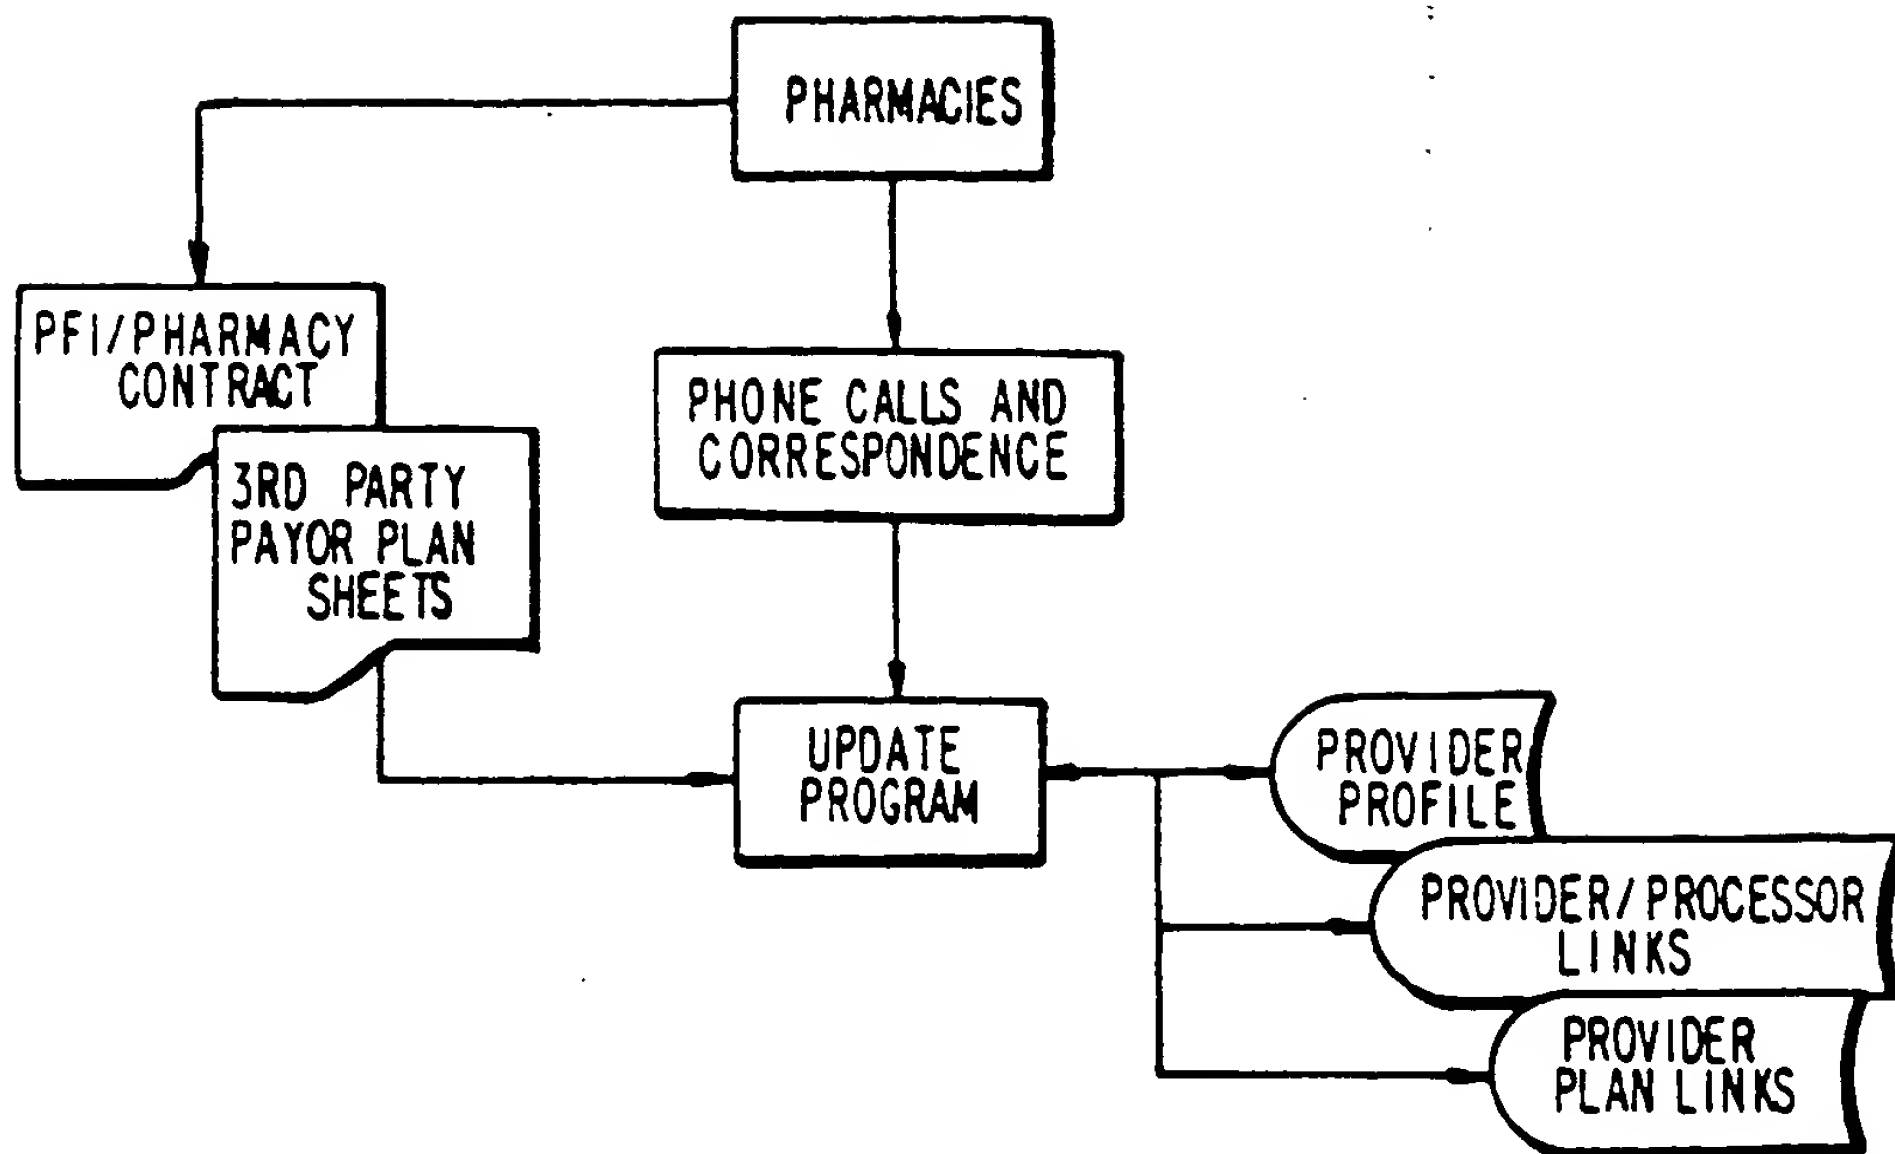 PHARMACIES
PFI/PHARMACY
CONTRACT
3RD PARTY
PAYOR PLAN
SHEETS
PHONE CALLS AND
CORRESPONDENCE
UPDATE
PROGRAM
PROVIDER
PROFILE
PROVIDER/PROCESSOR
LINKS
PROVIDER
PLAN LINKS